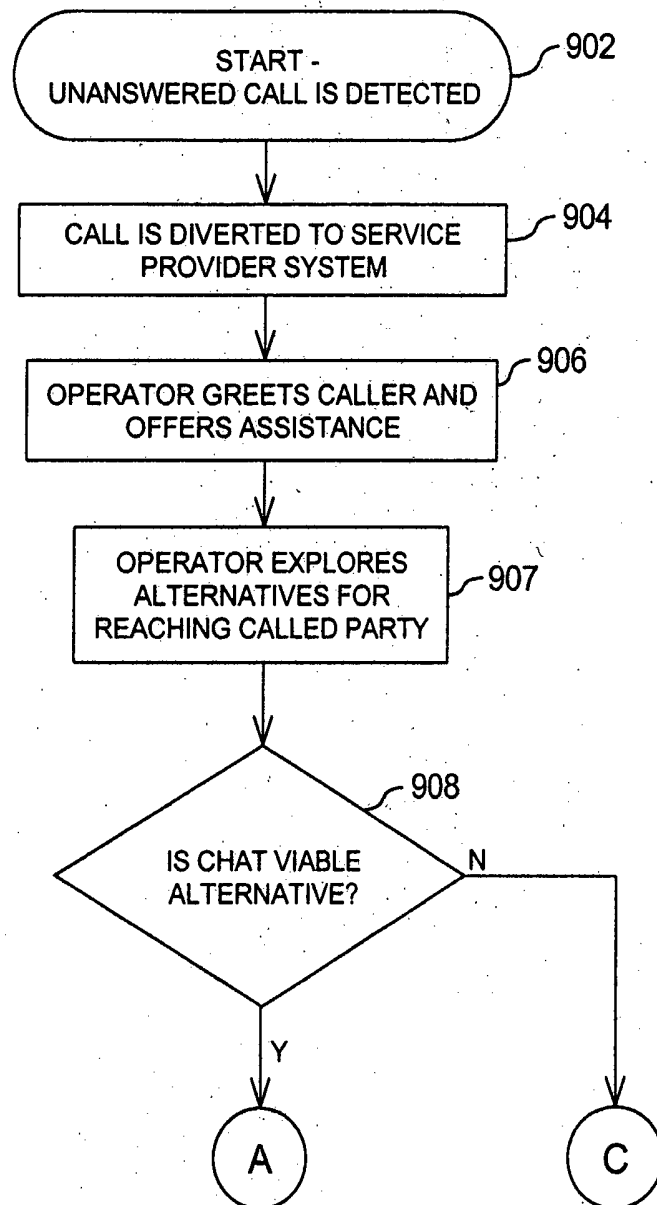 START -
UNANSWERED CALL IS DETECTED
902
CALL IS DIVERTED TO SERVICE
PROVIDER SYSTEM
904
OPERATOR GREETS CALLER AND
OFFERS ASSISTANCE
906
OPERATOR EXPLORES
ALTERNATIVES FOR
REACHING CALLED PARTY
907
908
IS CHAT VIABLE
ALTERNATIVE?
N
Y
A
C